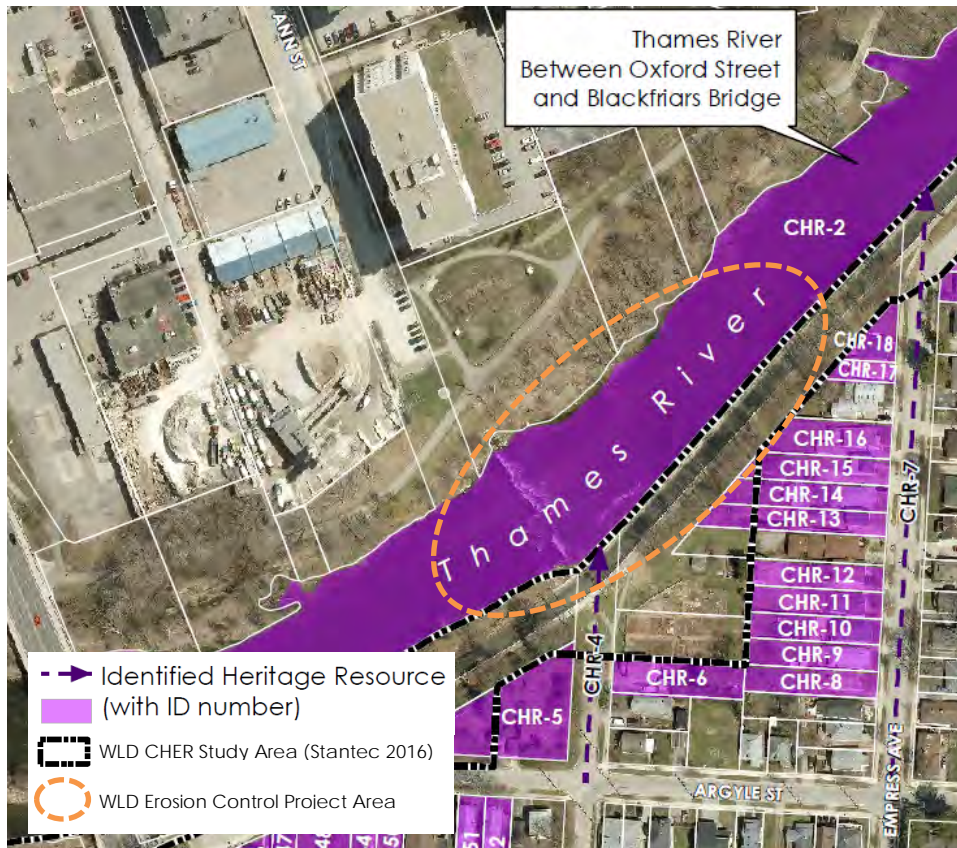 ANN ST
Thames River
Between Oxford Street
and Blackfriars Bridge
CHR-2
Thames River
CHR-18
CHR-17
CHR-16
CHR-15
CHR-14
CHR-13
CHR-7
CHR-12
CHR-11
CHR-10
CHR-9
CHR-8
CHR-4
CHR-6
CHR-5
Identified Heritage Resource
(with ID number)
WLD CHER Study Area (Stantec 2016)
WLD Erosion Control Project Area
ARGYLE ST
EMPRESS AVE
51